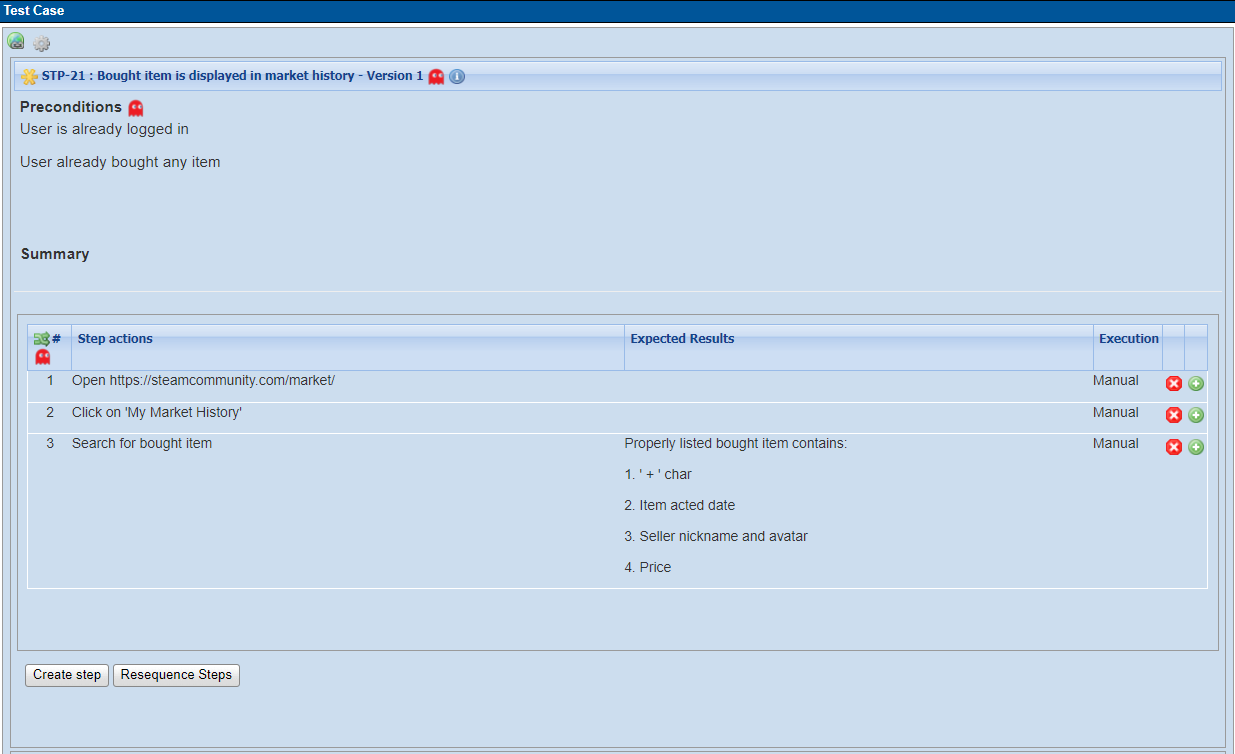 Test Case
STP-21 : Bought item is displayed in market history - Version 1
Preconditions
User is already logged in
User already bought any item
Summary
# Step actions Expected Results Execution
1 Open https://steamcommunity.com/market/ Manual
2 Click on 'My Market History' Manual
3 Search for bought item Properly listed bought item contains: Manual
1. ' + ' char
2. Item acted date
3. Seller nickname and avatar
4. Price
Create step Resequence Steps